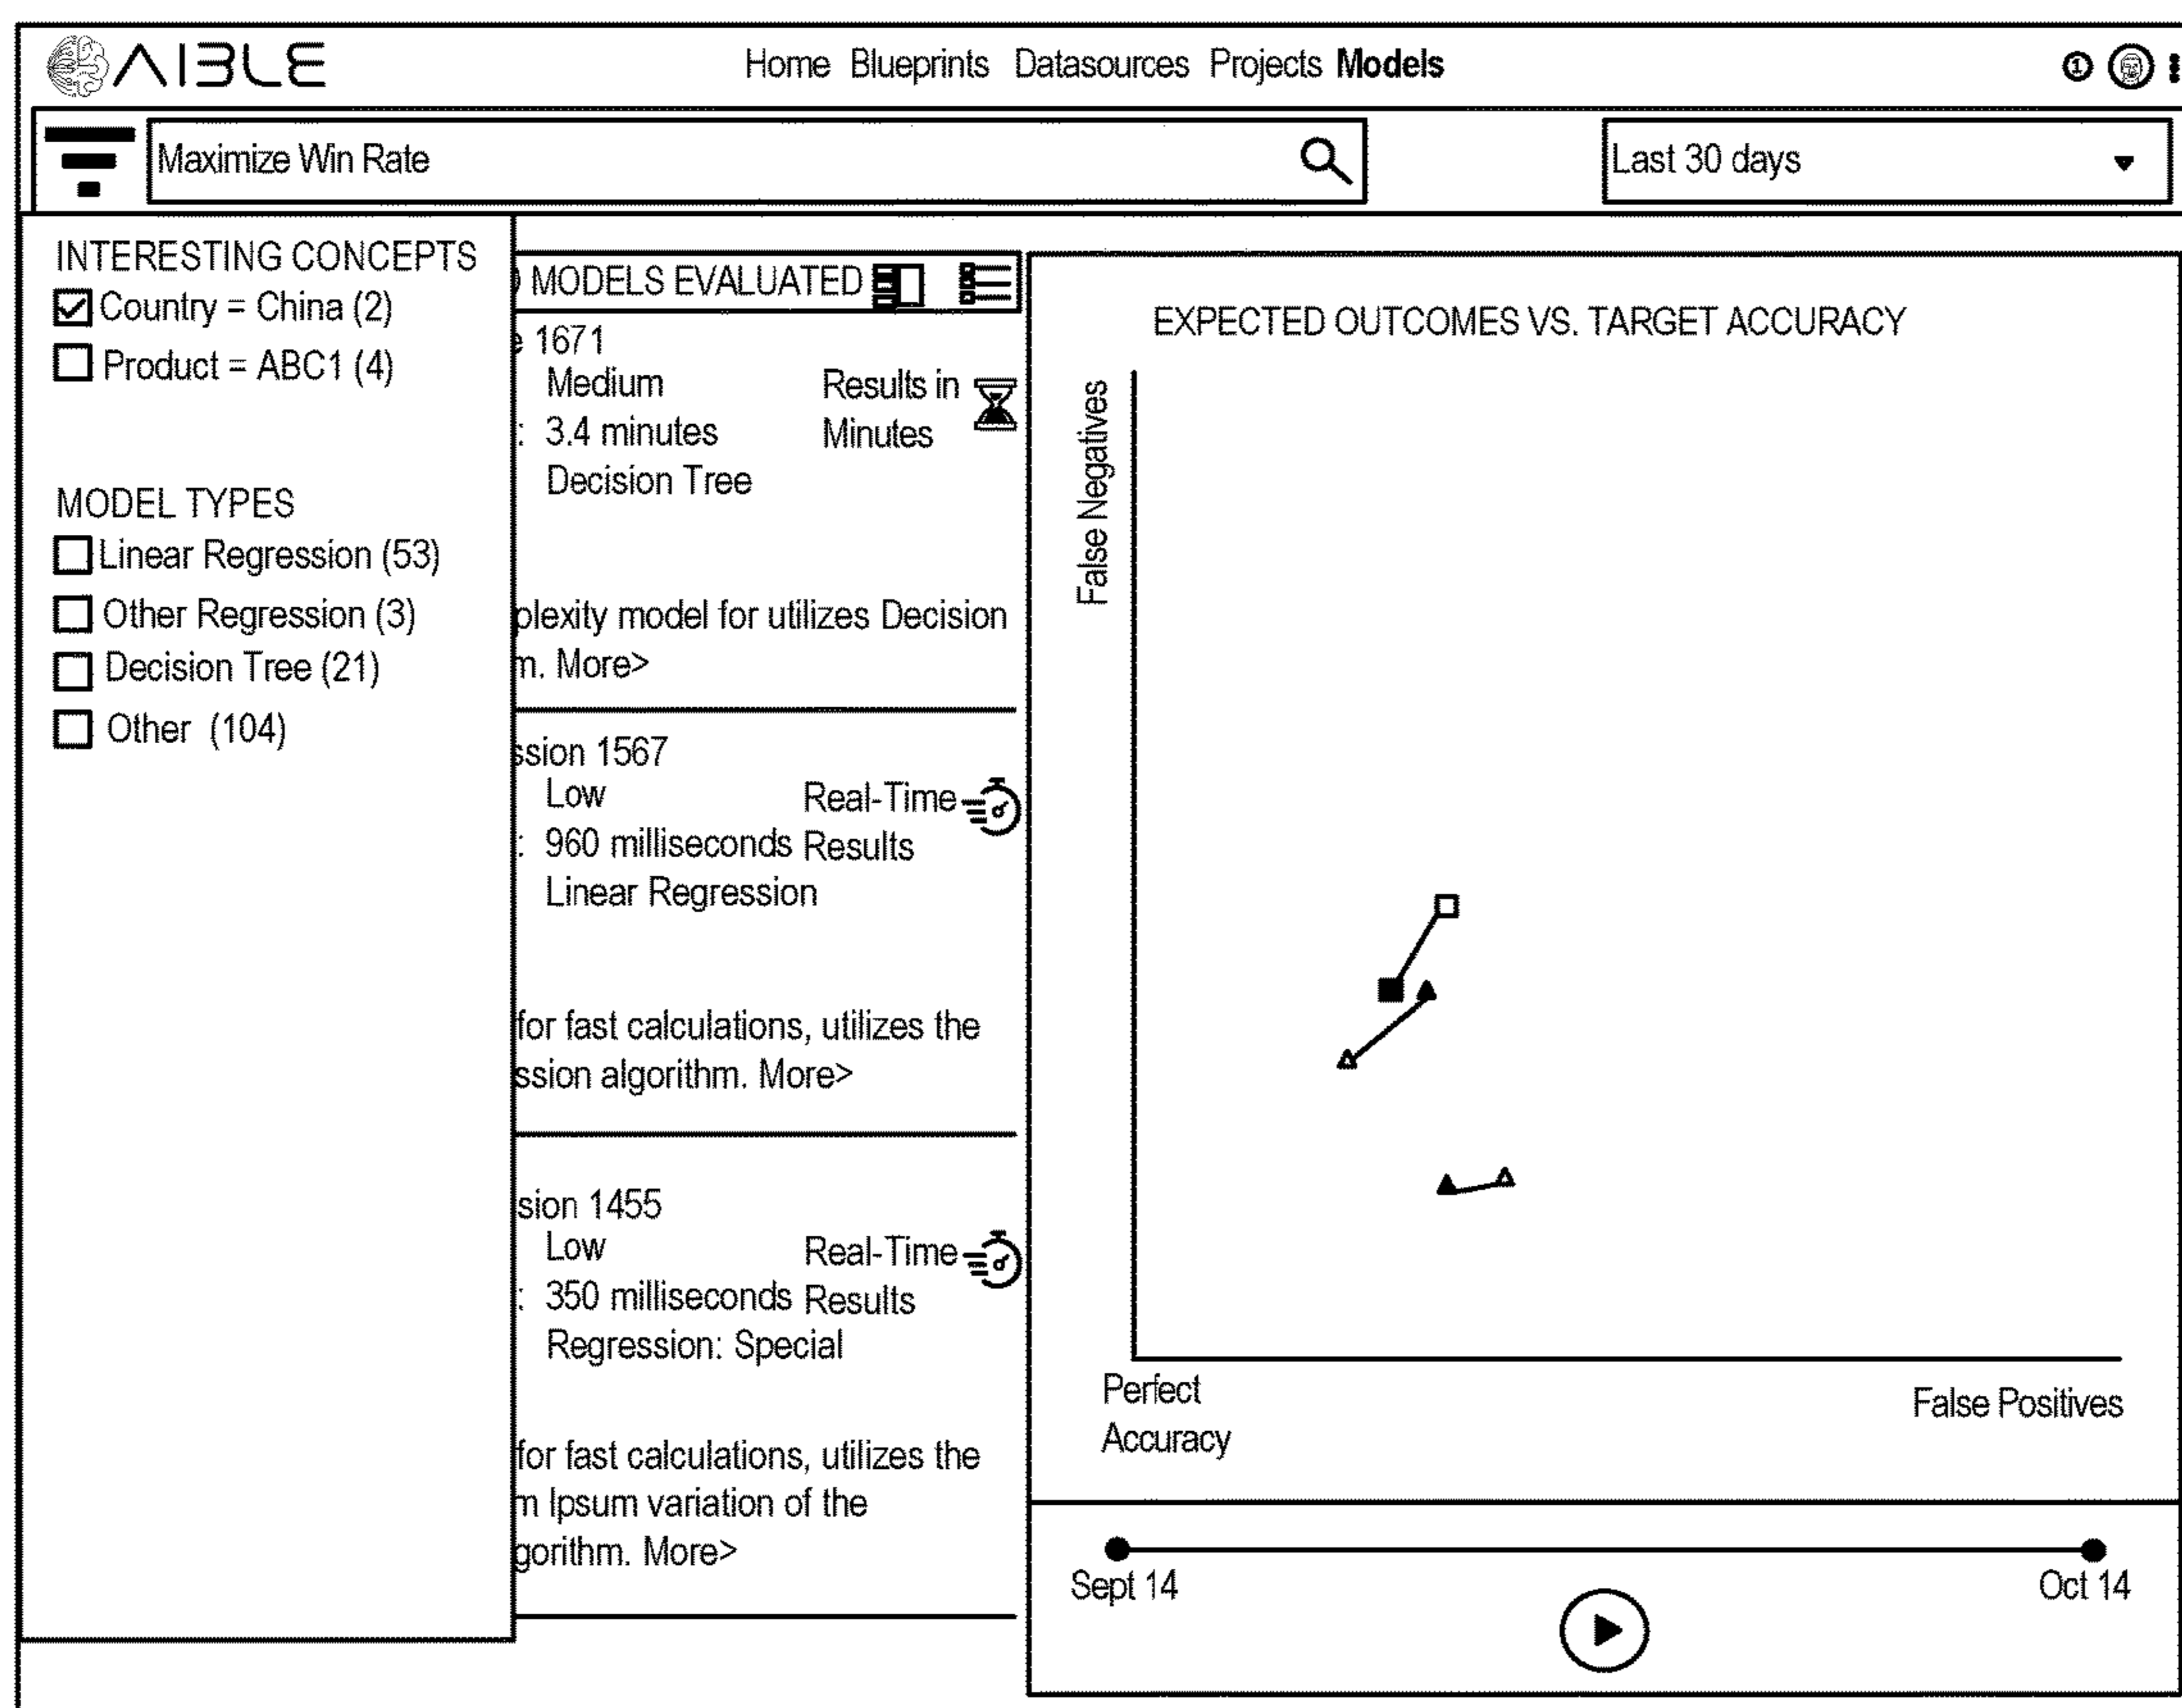 AIBLE
Home Blueprints Datasources Projects Models
1
Maximize Win Rate
Last 30 days
INTERESTING CONCEPTS
Country = China (2)
Product = ABC1 (4)
MODEL TYPES
Linear Regression (53)
Other Regression (3)
Decision Tree (21)
Other (104)
) MODELS EVALUATED
e 1671
Medium
Results in
: 3.4 minutes
Minutes
Decision Tree
plexity model for utilizes Decision
m. More>
ssion 1567
Low
Real-Time
: 960 milliseconds
Results
Linear Regression
for fast calculations, utilizes the
ssion algorithm. More>
sion 1455
Low
Real-Time
: 350 milliseconds
Results
Regression: Special
for fast calculations, utilizes the
m Ipsum variation of the
gorithm. More>
EXPECTED OUTCOMES VS. TARGET ACCURACY
False Negatives
Perfect
Accuracy
False Positives
Sept 14
Oct 14